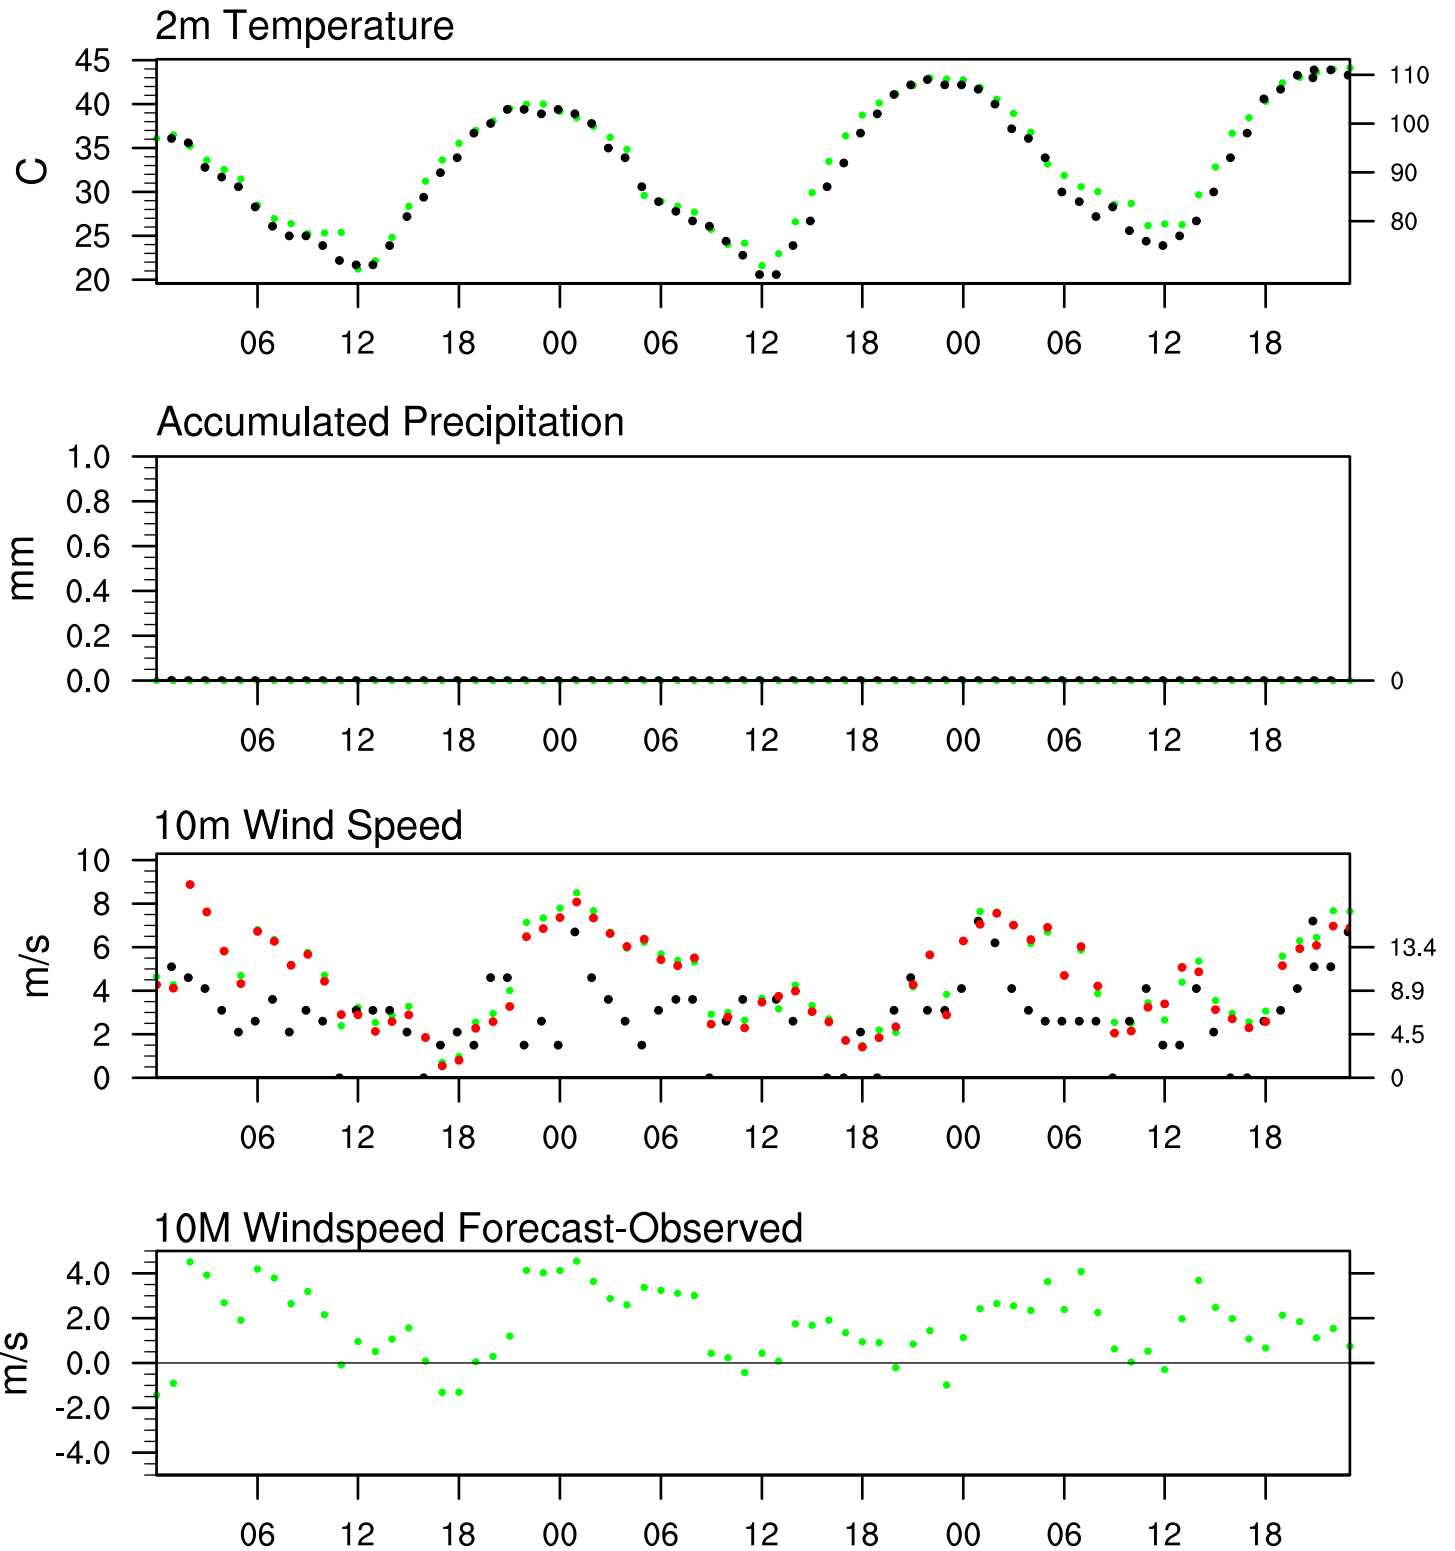 2m Temperature
45
40
35
30
25
20
C
110
100
90
80
06 12 18 00 06 12 18 00 06 12 18
Accumulated Precipitation
1.0
0.8
0.6
0.4
0.2
0.0
mm
0
06 12 18 00 06 12 18 00 06 12 18
10m Wind Speed
10
8
6
4
2
0
m/s
13.4
8.9
4.5
0
06 12 18 00 06 12 18 00 06 12 18
10M Windspeed Forecast-Observed
4.0
2.0
0.0
-2.0
-4.0
m/s
06 12 18 00 06 12 18 00 06 12 18